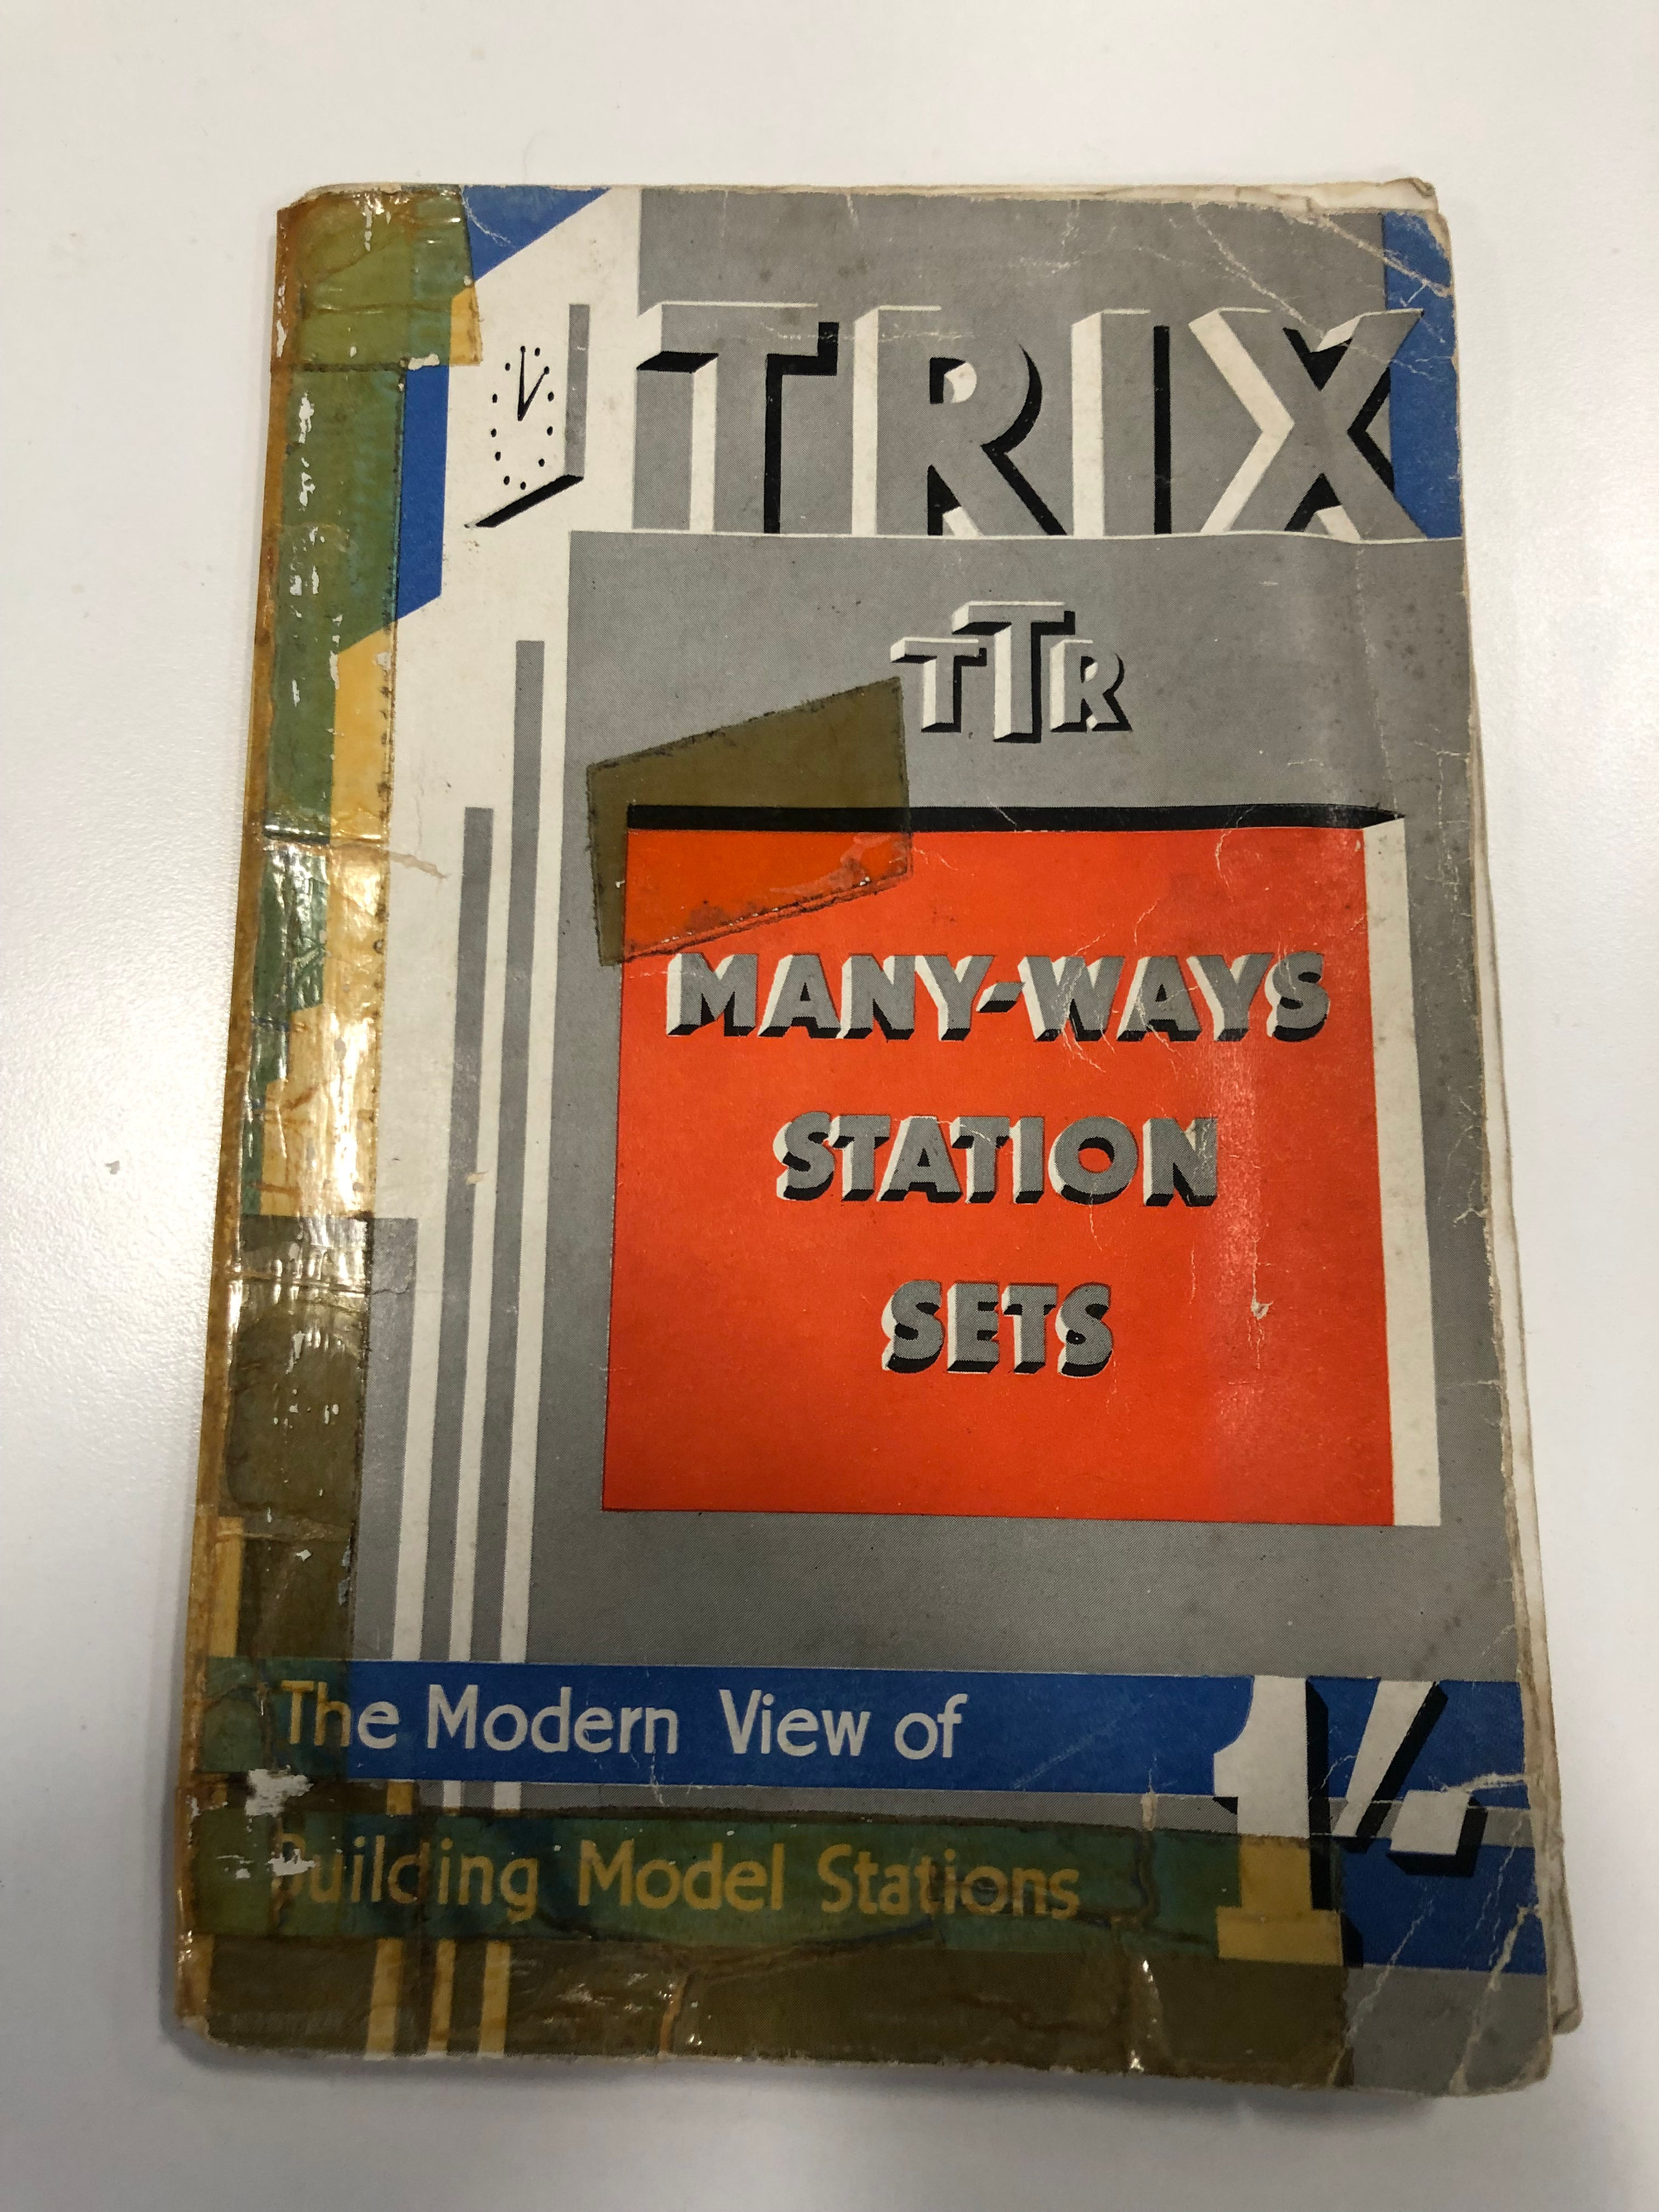 TRIX
TTR
MANY-WAYS
STATION
SETS
The Modern View of
1/-
Building Model Stations